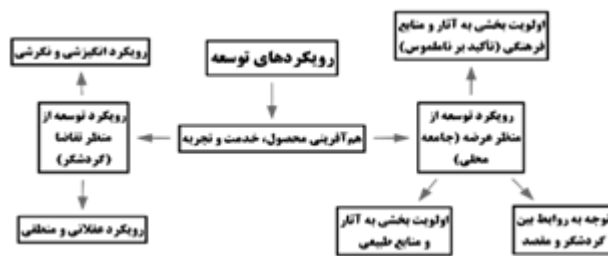 رویکردهای توسعه
هم‌آفرینی محصول، خدمت و تجربه
رویکرد توسعه از
منظر عرضه (جامعه
محلی)
اولویت بخشی به آثار و منابع
فرهنگی (تأکید بر ناملموس)
اولویت بخشی به آثار
و منابع طبیعی
توجه به روابط بین
گردشگر و مقصد
رویکرد توسعه از
منظر تقاضا
(گردشگر)
رویکرد انگیزشی و نگرشی
رویکرد عقلانی و منطقی